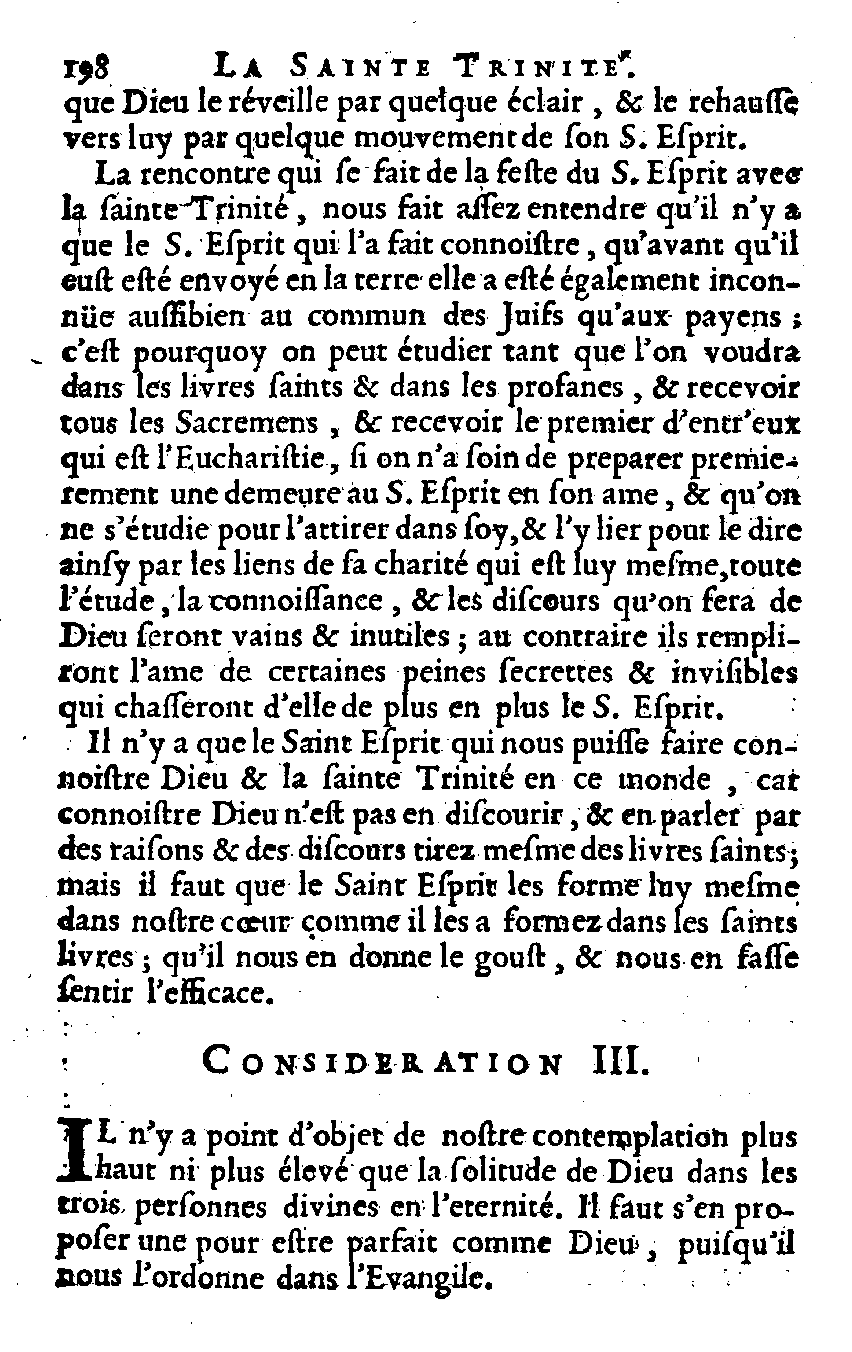 198 LA SAINTE TRINITE'.
que Dieu le réveille par quelque éclair , & le rehauſſe
vers luy par quelque mouvement de ſon S. Eſprit.
La rencontre qui ſe fait de la feſte du S. Eſprit avec
la ſainte Trinité , nous fait aſſez entendre qu'il n'y a
que le S. Eſprit qui l'a fait connoiſtre , qu'avant qu'il
euſt eſté envoyé en la terre elle a eſté également incon-
nüe auſſibien au commun des Juifs qu'aux payens ;
c'eſt pourquoy on peut étudier tant que l'on voudra
dans les livres ſaints & dans les profanes , & recevoir
tous les Sacremens , & recevoir le premier d'entr'eux
qui eſt l'Euchariſtie , ſi on n'a ſoin de preparer premie-
rement une demeure au S. Eſprit en ſon ame , & qu'on
ne s'étudie pour l'attirer dans ſoy, & l'y lier pour le dire
ainſy par les liens de ſa charité qui eſt luy meſme, toute
l'étude , la connoiſſance , & les diſcours qu'on fera de
Dieu ſeront vains & inutiles ; au contraire ils rempli-
ront l'ame de certaines peines ſecrettes & inviſibles
qui chaſſeront d'elle de plus en plus le S. Eſprit.
Il n'y a que le Saint Eſprit qui nous puiſſe faire con-
noiſtre Dieu & la ſainte Trinité en ce monde , car
connoiſtre Dieu n'eſt pas en diſcourir , & en parler par
des raiſons & des diſcours tirez meſme des livres ſaints ;
mais il faut que le Saint Eſprit les forme luy meſme
dans noſtre cœur comme il les a formez dans les ſaints
livres ; qu'il nous en donne le gouſt , & nous en faſſe
ſentir l'efficace.
CONSIDERATION III.
IL n'y a point d'objet de noſtre contemplation plus
haut ni plus élevé que la ſolitude de Dieu dans les
trois perſonnes divines en l'eternité. Il faut s'en pro-
poſer une pour eſtre parfait comme Dieu , puiſqu'il
nous l'ordonne dans l'Evangile.